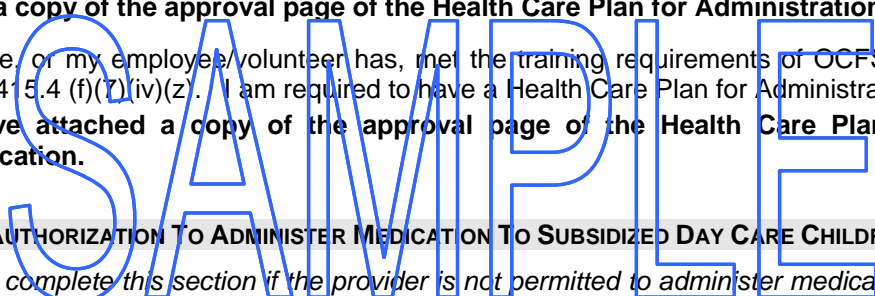 a copy of the approval page of the Health Care Plan for Administration
e, or my employee/volunteer has, met the training requirements of OCFS
415.4 (f)(7)(iv)(z). I am required to have a Health Care Plan for Administra
ve attached a copy of the approval page of the Health Care Plan
cation.
SAMPLE
AUTHORIZATION TO ADMINISTER MEDICATION TO SUBSIDIZED DAY CARE CHILDR
complete this section if the provider is not permitted to administer medica